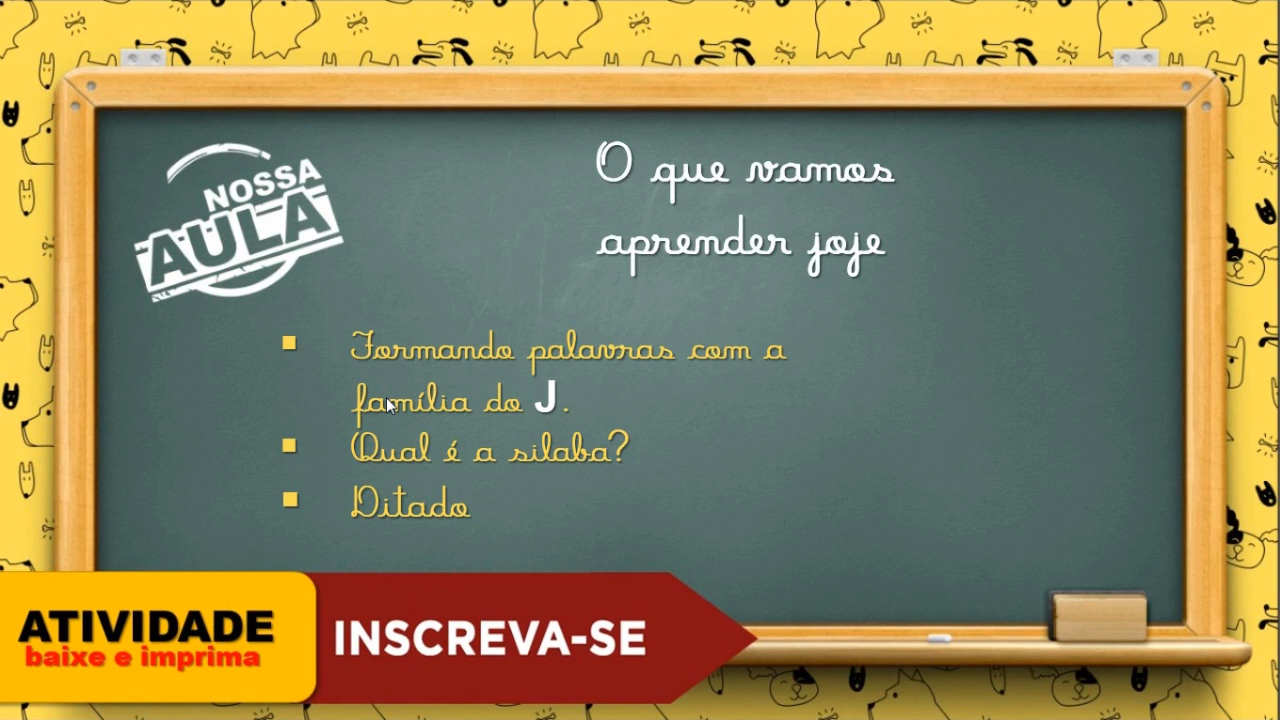 NOSSA
AULA
O que vamos
aprender joje
Formando palavras com a
família do J.
Qual é a silaba?
Ditado
ATIVIDADE
baixe e imprima
INSCREVA-SE